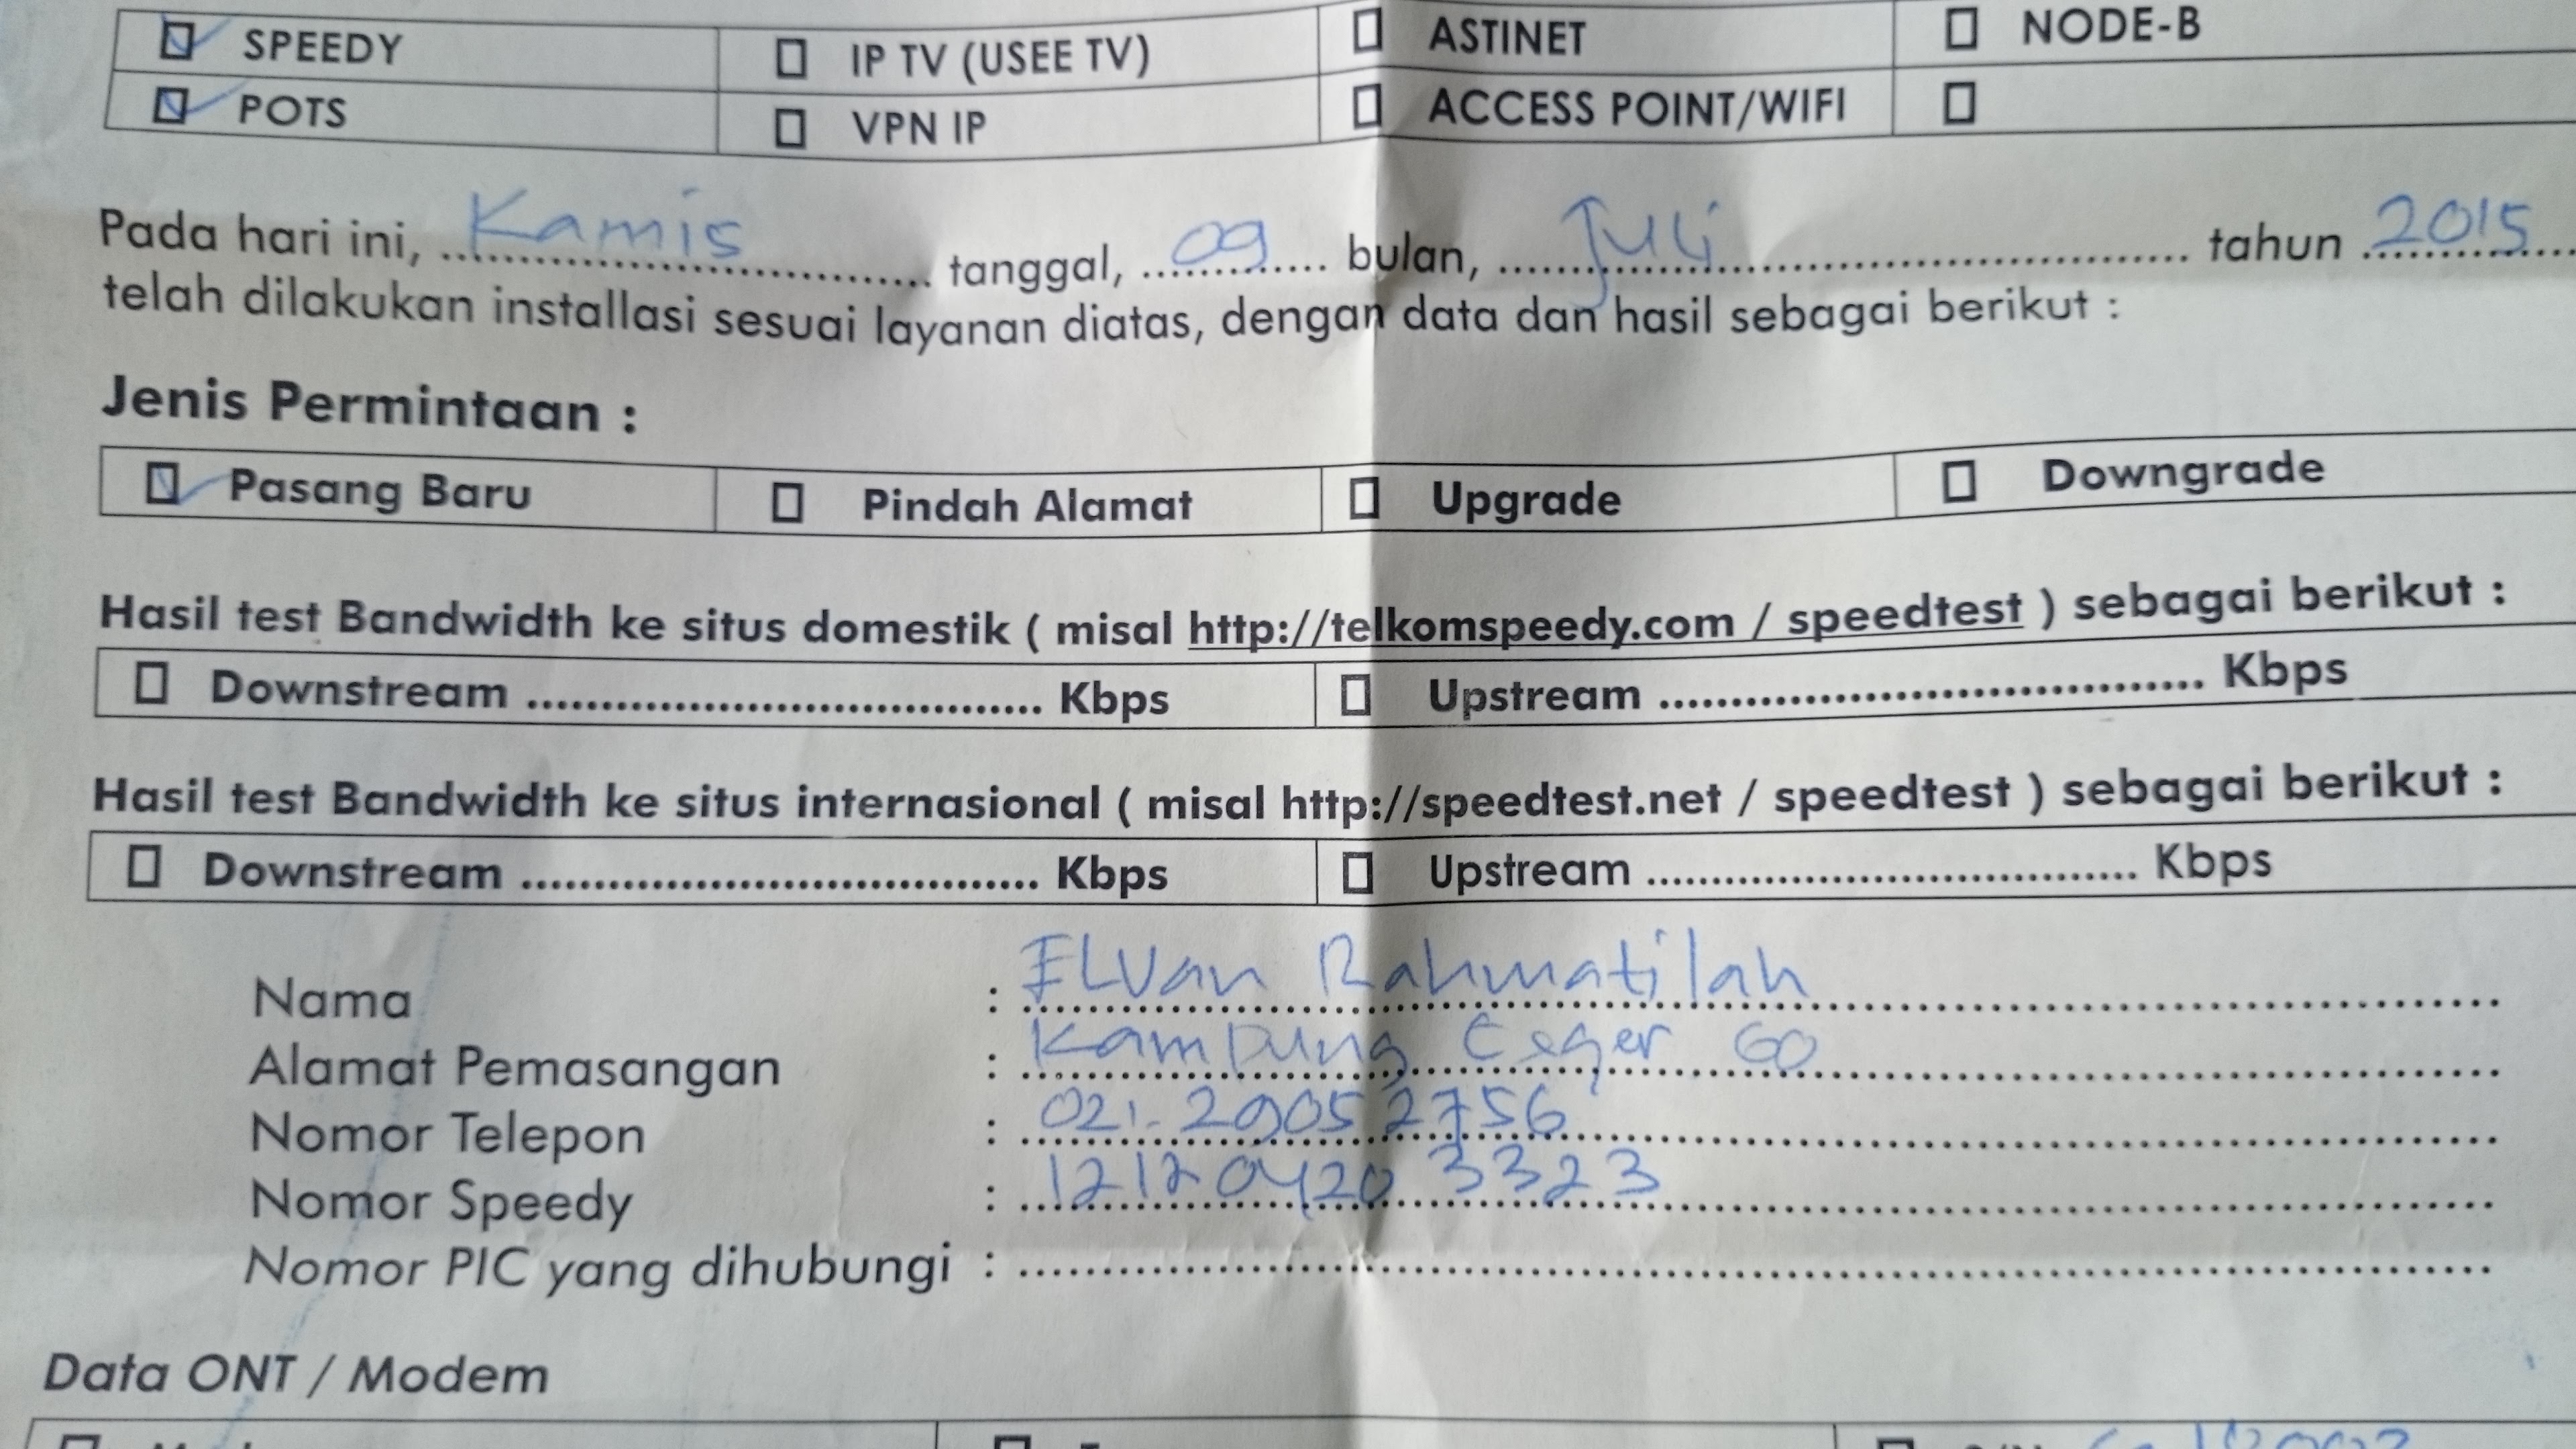 SPEEDY IP TV (USEE TV) ASTINET NODE-B
POTS VPN IP ACCESS POINT/WIFI
Pada hari ini, Kamis tanggal, 09 bulan, Juli tahun 2015
telah dilakukan installasi sesuai layanan diatas, dengan data dan hasil sebagai berikut :
Jenis Permintaan :
Pasang Baru Pindah Alamat Upgrade Downgrade
Hasil test Bandwidth ke situs domestik ( misal http://telkomspeedy.com / speedtest ) sebagai berikut :
Downstream .................................... Kbps Upstream ...................................... Kbps
Hasil test Bandwidth ke situs internasional ( misal http://speedtest.net / speedtest ) sebagai berikut :
Downstream .................................... Kbps Upstream .................................. Kbps
Nama : Elvan Rahmatilah
Alamat Pemasangan : Kampung Ceger 60
Nomor Telepon : 021-29052756
Nomor Speedy : 121204203323
Nomor PIC yang dihubungi :
Data ONT / Modem